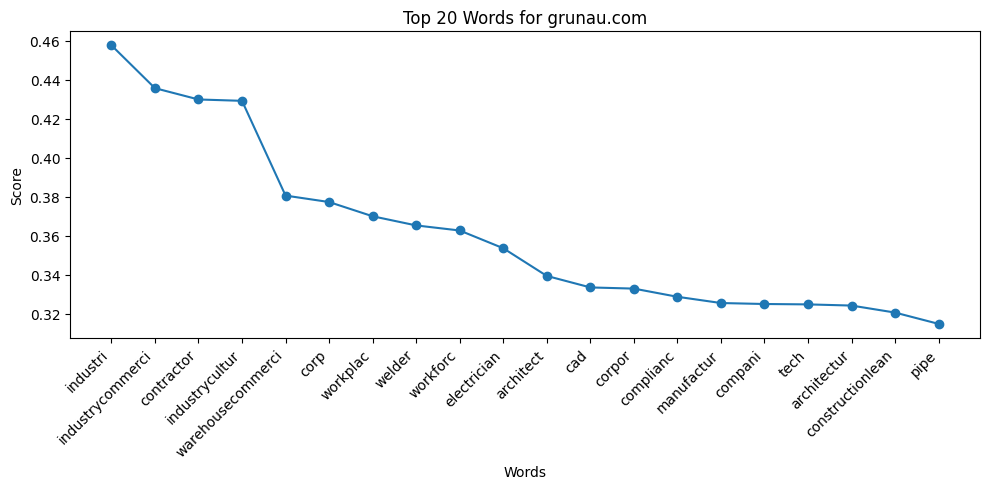 Top 20 Words for grunau.com
Score
0.46
0.44
0.42
0.40
0.38
0.36
0.34
0.32
industri
industrycommerci
contractor
industrycultur
warehousecommerci
corp
workplac
welder
workforc
electrician
architect
cad
corpor
complianc
manufactur
compani
tech
architectur
constructionlean
pipe
Words